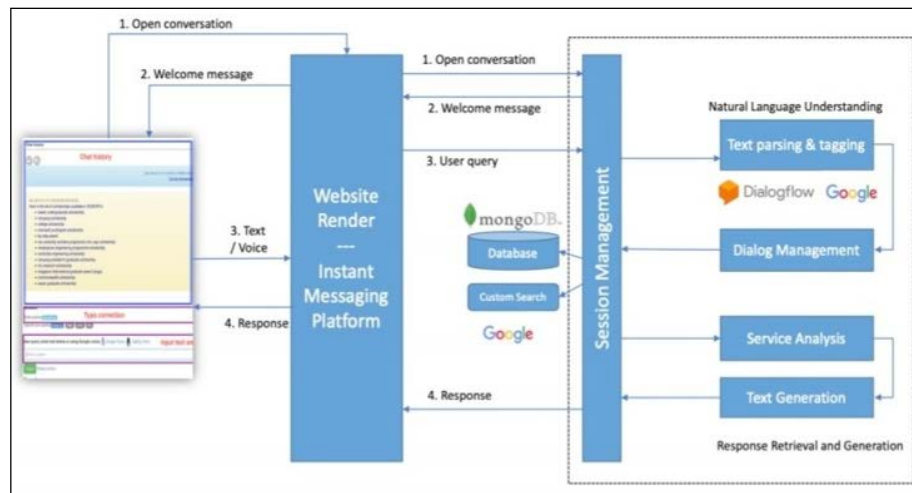 1. Open conversation
2. Welcome message
Chat history
Typo correction
3. Text
/ Voice
4. Response
Website
Render
---
Instant
Messaging
Platform
1. Open conversation
2. Welcome message
3. User query
mongoDB
Database
Custom Search
Google
4. Response
Session Management
Natural Language Understanding
Text parsing & tagging
Dialogflow
Google
Dialog Management
Service Analysis
Text Generation
Response Retrieval and Generation